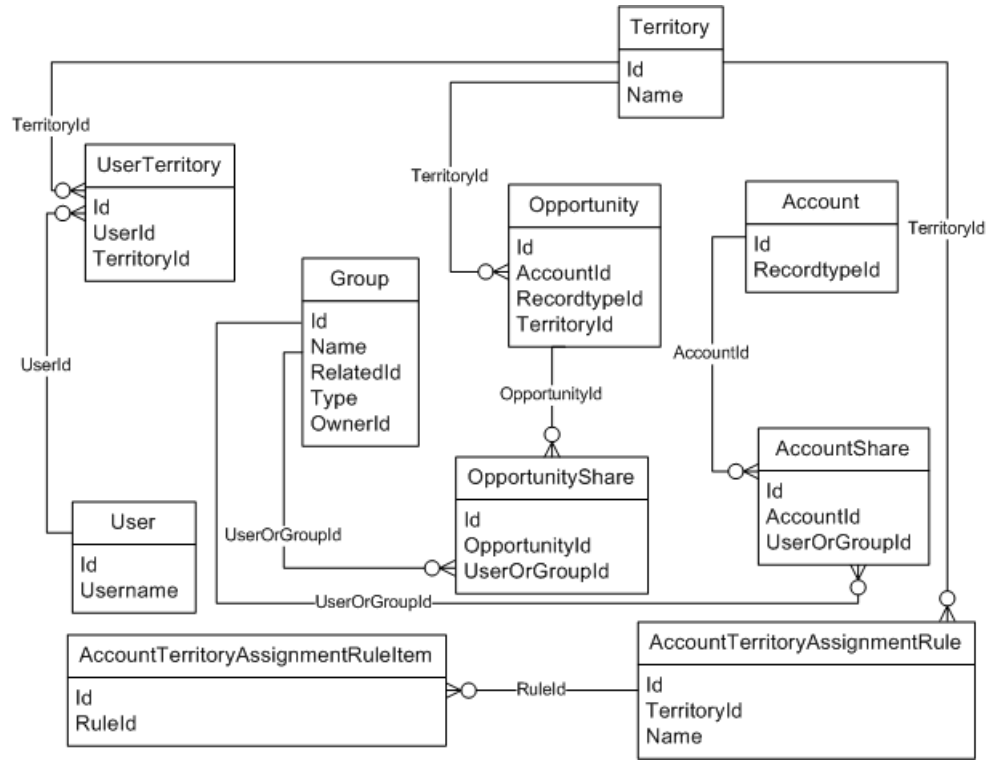 Territory
Id
Name
TerritoryId
UserTerritory
Id
UserId
TerritoryId
TerritoryId
Opportunity
Id
AccountId
RecordtypeId
TerritoryId
Account
Id
RecordtypeId
TerritoryId
Group
Id
Name
RelatedId
Type
OwnerId
UserId
AccountId
OpportunityId
OpportunityShare
Id
OpportunityId
UserOrGroupId
AccountShare
Id
AccountId
UserOrGroupId
User
Id
Username
UserOrGroupId
UserOrGroupId
AccountTerritoryAssignmentRuleItem
Id
RuleId
RuleId
AccountTerritoryAssignmentRule
Id
TerritoryId
Name